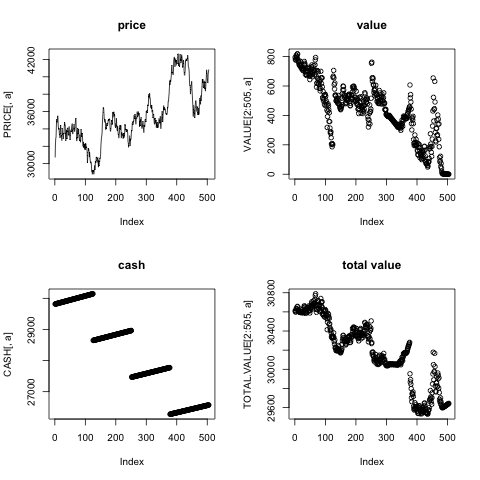 price
PRICE[, a]
30000 36000 42000
0 100 200 300 400 500
Index
value
VALUE[2:505, a]
0 200 400 600 800
0 100 200 300 400 500
Index
cash
CASH[, a]
27000 29000
0 100 200 300 400 500
Index
total value
TOTAL.VALUE[2:505, a]
29600 30000 30400 30800
0 100 200 300 400 500
Index